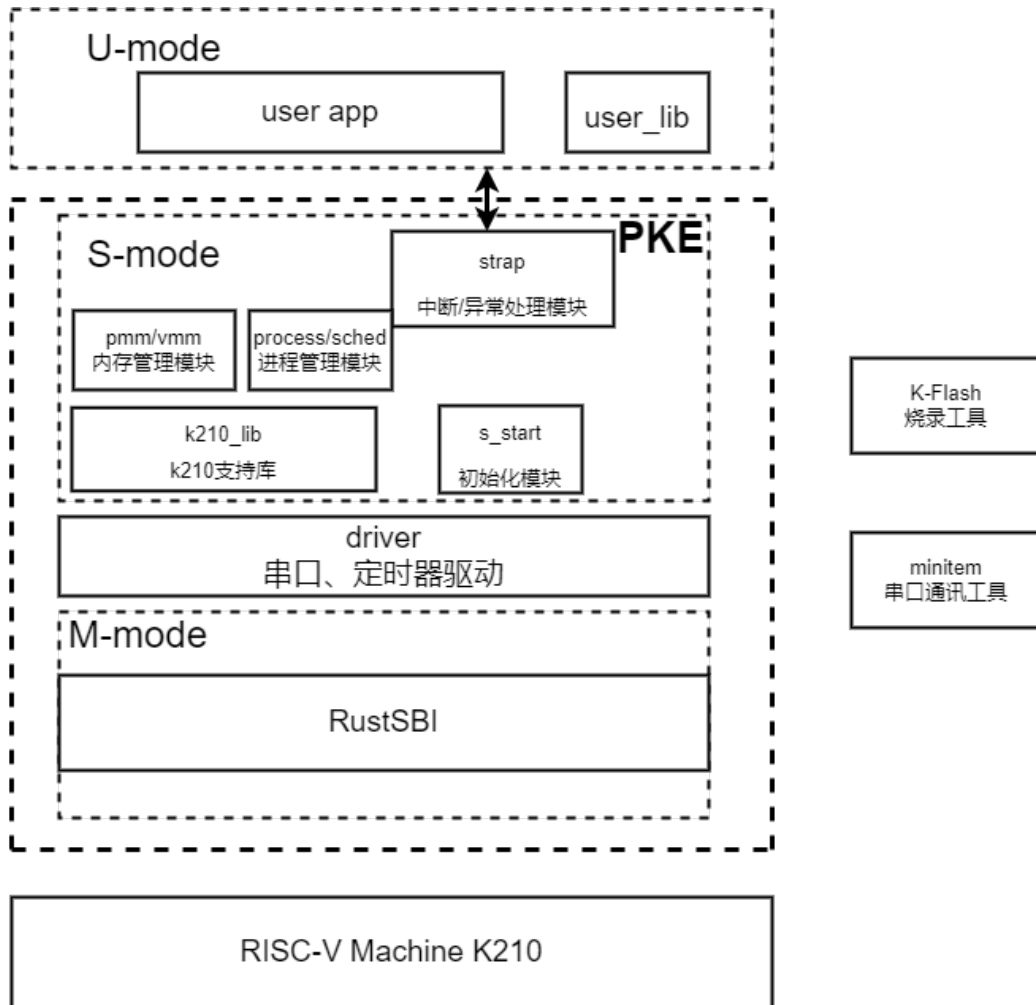 U-mode
user app
user_lib
PKE
S-mode
strap
中断/异常处理模块
pmm/vmm
内存管理模块
process/sched
进程管理模块
k210_lib
k210支持库
s_start
初始化模块
driver
串口、定时器驱动
M-mode
RustSBI
RISC-V Machine K210
K-Flash
烧录工具
minitem
串口通讯工具